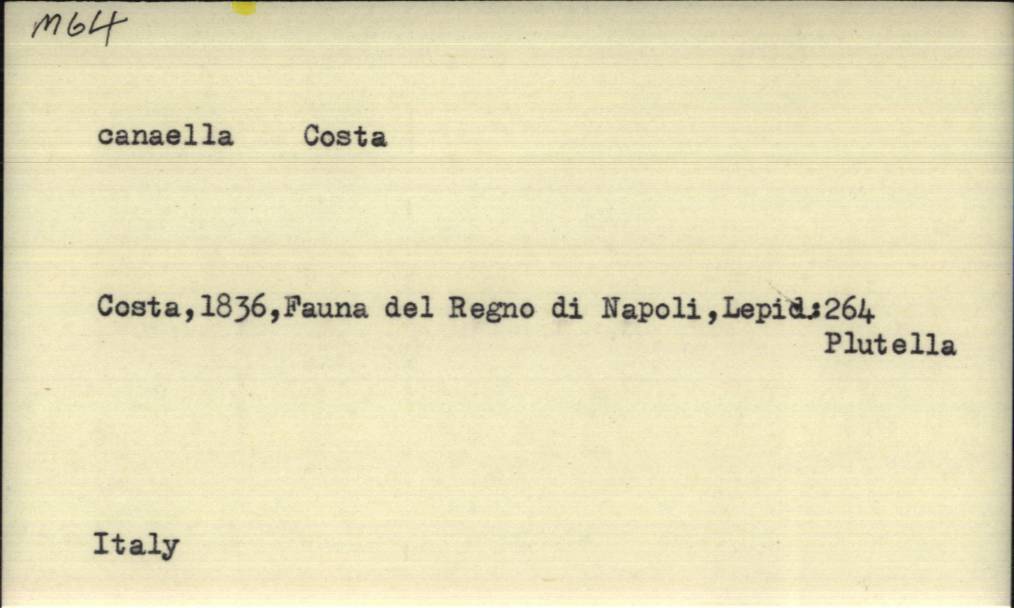 M64
canaella Costa
Costa,1836,Fauna del Regno di Napoli,Lepid.:264
Plutella
Italy